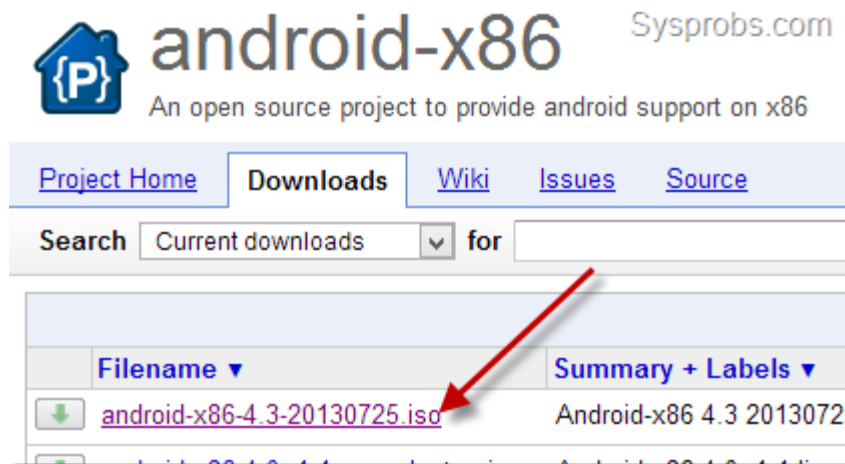 Sysprobs.com
{P}
android-x86
An open source project to provide android support on x86
Project Home Downloads Wiki Issues Source
Search Current downloads for
Filename ▼ Summary + Labels ▼
android-x86-4.3-20130725.iso Android-x86 4.3 2013072